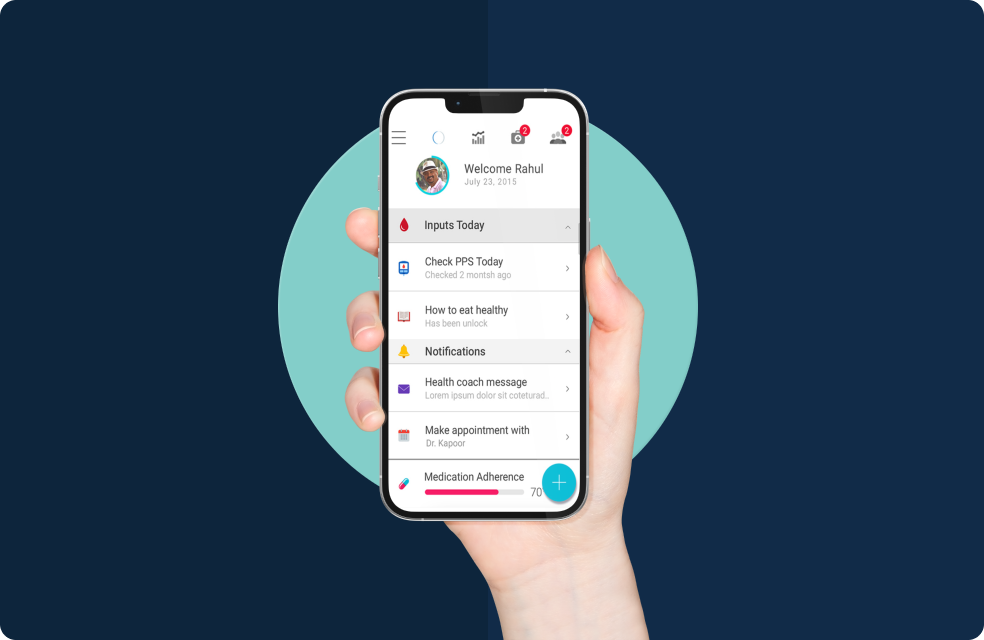 2
2
Welcome Rahul
July 23, 2015
Inputs Today
Check PPS Today
Checked 2 montsh ago
How to eat healthy
Has been unlock
Notifications
Health coach message
Lorem ipsum dolor sit coteturad..
Make appointment with
Dr. Kapoor
Medication Adherence
70